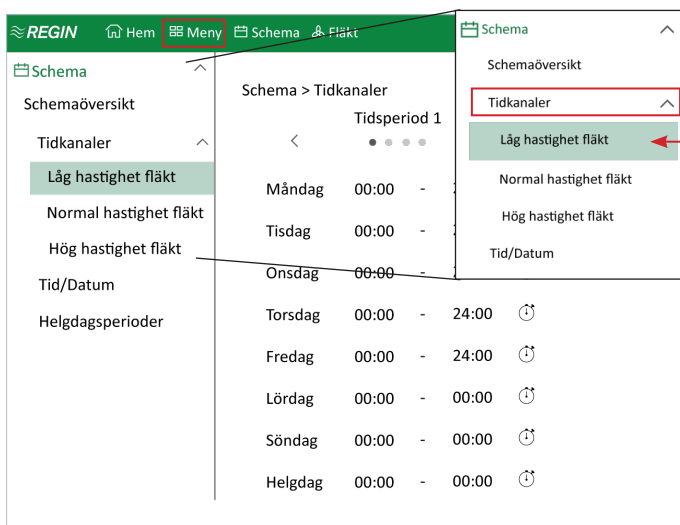 REGIN Hem Meny Schema Fläkt
Schema
Schemaöversikt
Tidkanaler
Låg hastighet fläkt
Normal hastighet fläkt
Hög hastighet fläkt
Tid/Datum
Helgdagsperioder
Schema > Tidkanaler
Tidsperiod 1
Måndag 00:00 -
Tisdag 00:00 -
Onsdag 00:00 -
Torsdag 00:00 - 24:00
Fredag 00:00 - 24:00
Lördag 00:00 - 00:00
Söndag 00:00 - 00:00
Helgdag 00:00 - 00:00
Schema
Schemaöversikt
Tidkanaler
Låg hastighet fläkt
Normal hastighet fläkt
Hög hastighet fläkt
Tid/Datum